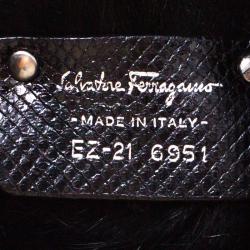 Salvatore Ferragamo
-MADE IN ITALY-
EZ-21 6951